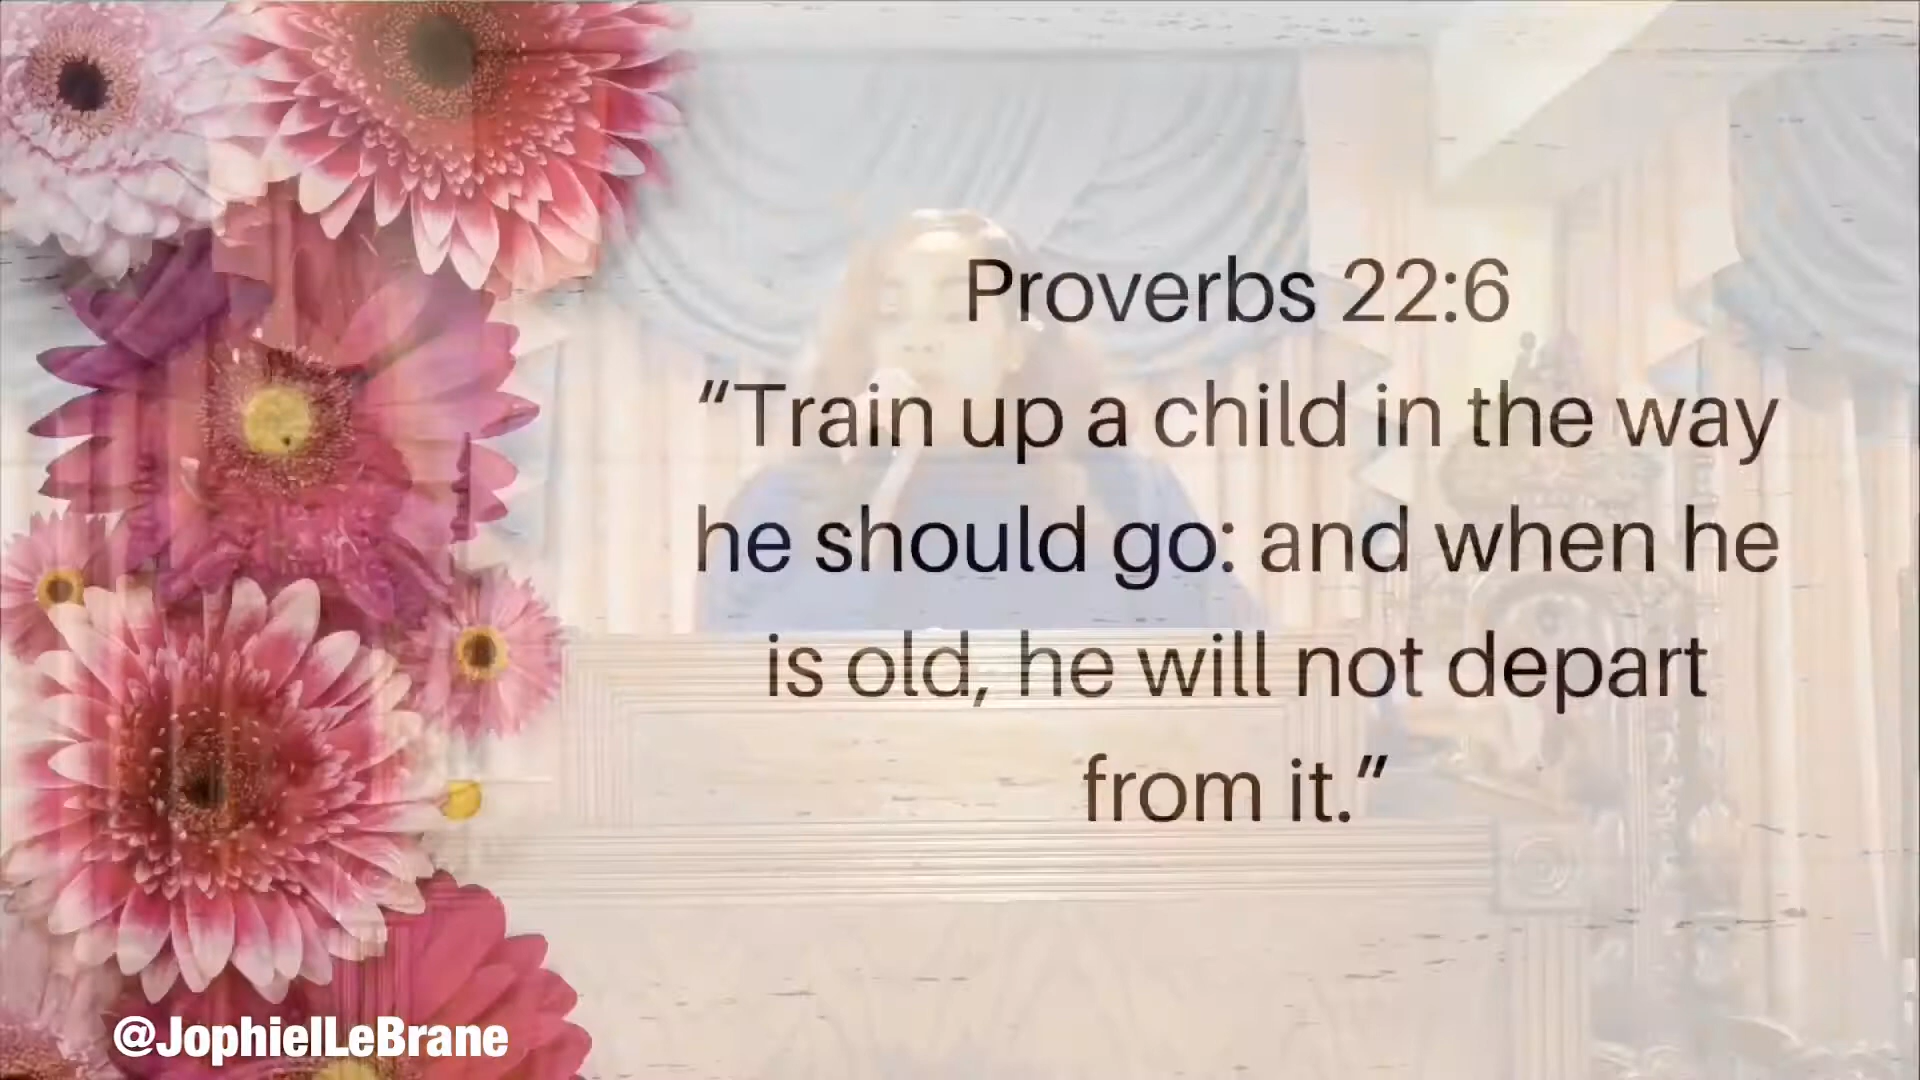 Proverbs 22:6
“Train up a child in the way
he should go: and when he
is old, he will not depart
from it.”
@JophielLeBrane